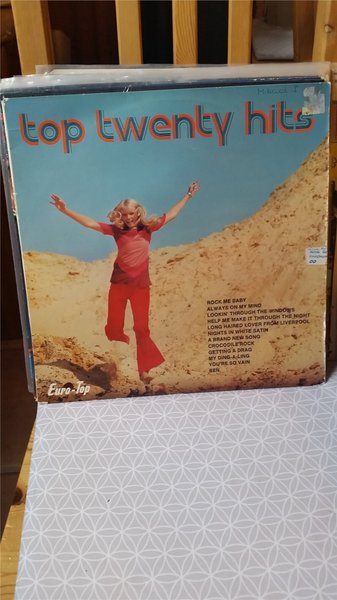 top twenty hits
ROCK ME BABY
ALWAYS ON MY MIND
LOOKIN' THROUGH THE WINDOWS
HELP ME MAKE IT THROUGH THE NIGHT
LONG HAIRED LOVER FROM LIVERPOOL
NIGHTS IN WHITE SATIN
A BRAND NEW SONG
CROCODILE ROCK
GETTING A DRAG
MY DING-A-LING
YOU'RE SO VAIN
BEN
Euro-Top